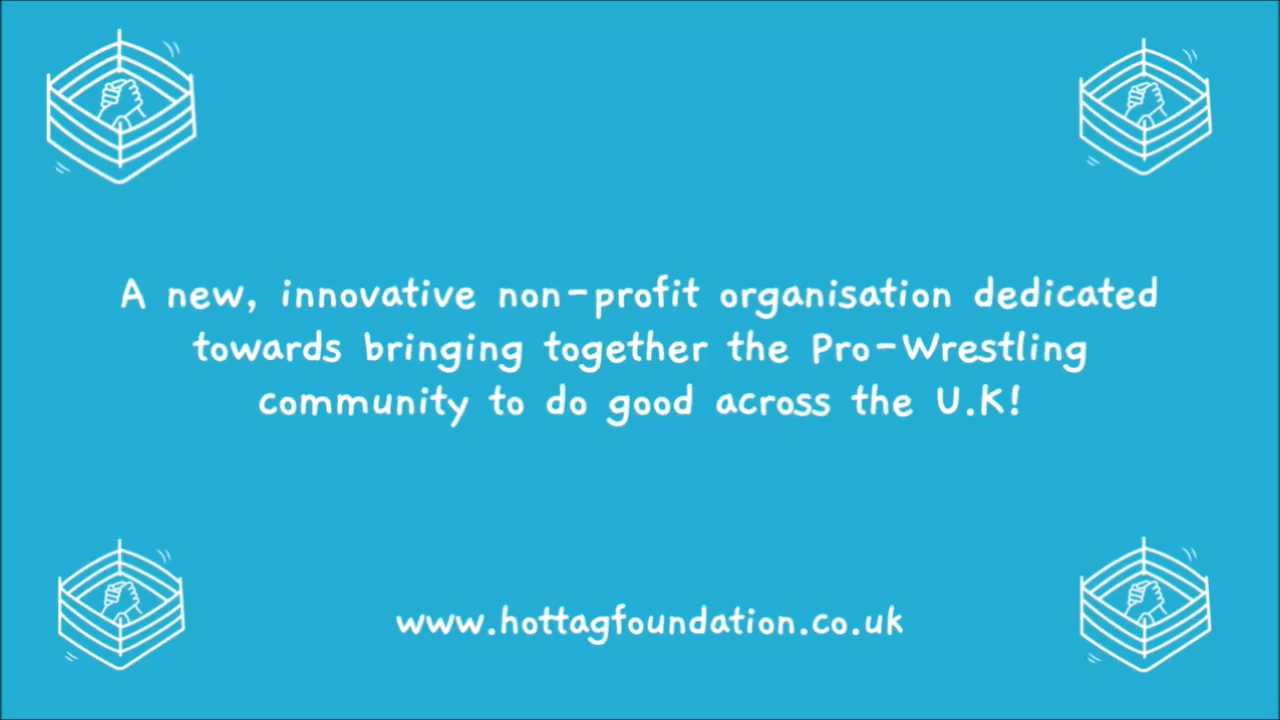 A new, innovative non-profit organisation dedicated
towards bringing together the Pro-Wrestling
community to do good across the U.K!
www.hottagfoundation.co.uk